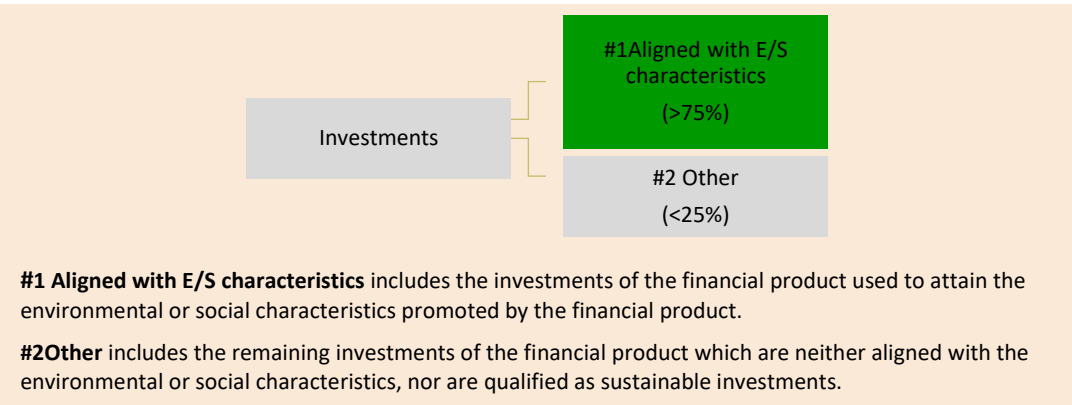 #1Aligned with E/S
characteristics
(>75%)
Investments
#2 Other
(<25%)
#1 Aligned with E/S characteristics includes the investments of the financial product used to attain the
environmental or social characteristics promoted by the financial product.
#2Other includes the remaining investments of the financial product which are neither aligned with the
environmental or social characteristics, nor are qualified as sustainable investments.